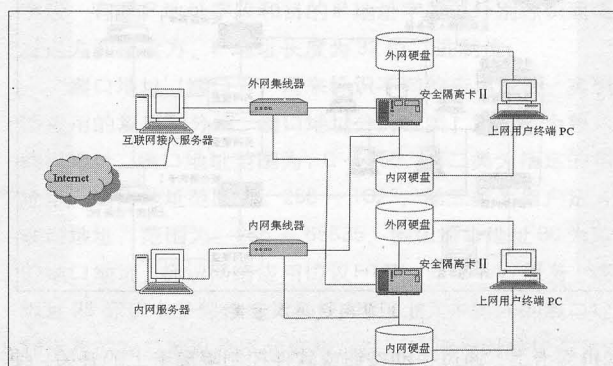 外网硬盘
外网集线器
安全隔离卡Ⅱ
互联网接入服务器
上网用户终端 PC
Internet
内网硬盘
内网集线器
外网硬盘
安全隔离卡Ⅱ
内网服务器
上网用户终端 PC
内网硬盘